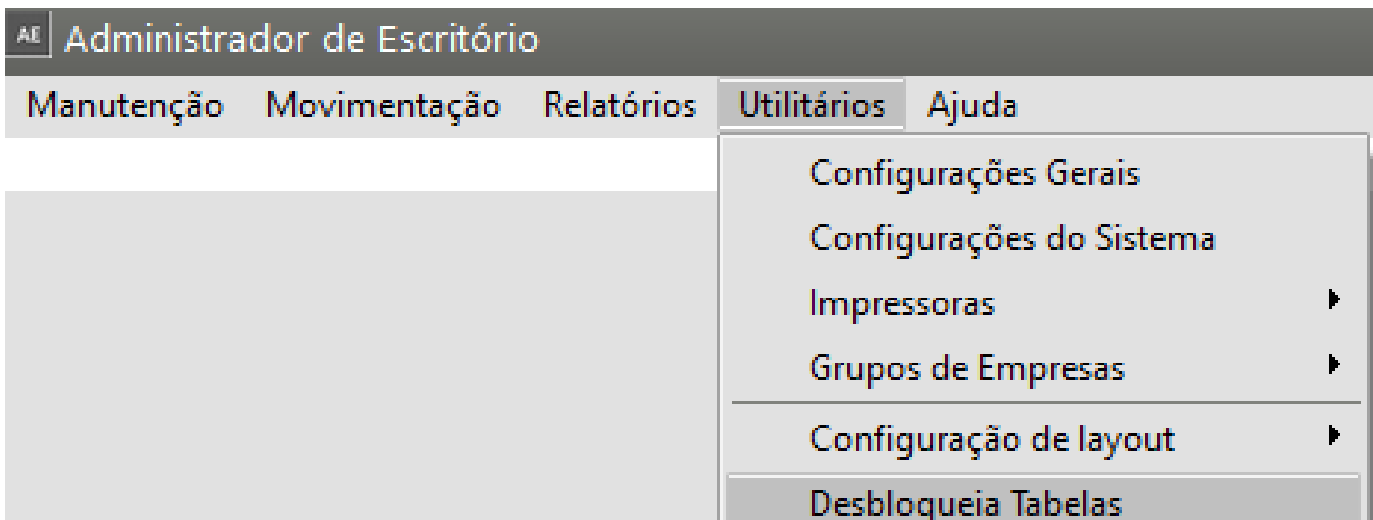 AE Administrador de Escritório
Manutenção Movimentação Relatórios Utilitários Ajuda
Configurações Gerais
Configurações do Sistema
Impressoras
Grupos de Empresas
Configuração de layout
Desbloqueia Tabelas